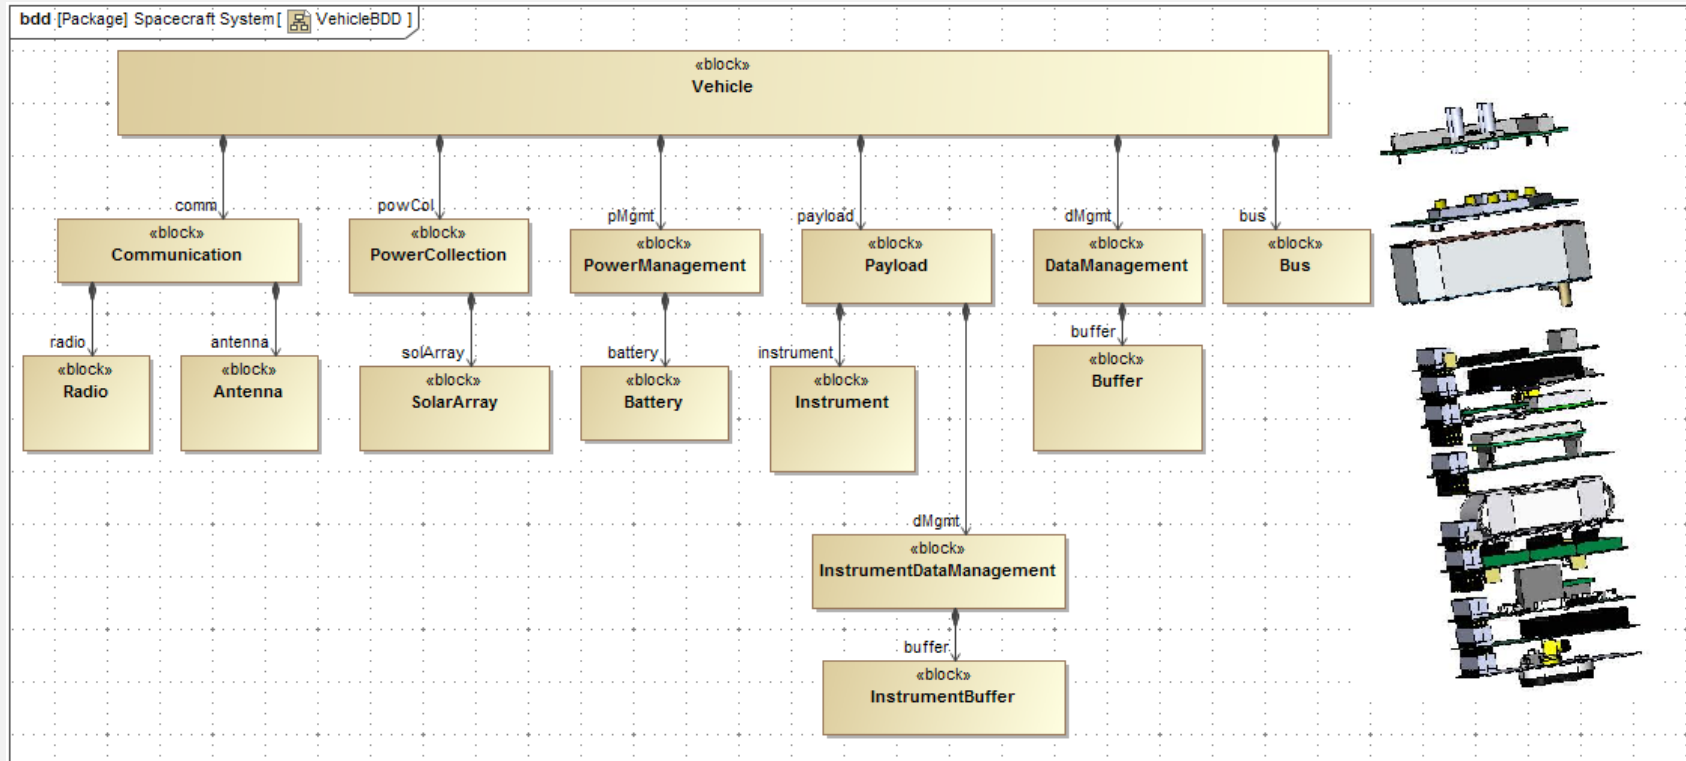 bdd [Package] Spacecraft System[ VehicleBDD ]
«block»
Vehicle
comm
powCol
pMgmt
payload
dMgmt
bus
«block»
Communication
«block»
PowerCollection
«block»
PowerManagement
«block»
Payload
«block»
DataManagement
«block»
Bus
radio
antenna
solArray
battery
instrument
buffer
«block»
Radio
«block»
Antenna
«block»
SolarArray
«block»
Battery
«block»
Instrument
«block»
Buffer
dMgmt
«block»
InstrumentDataManagement
buffer
«block»
InstrumentBuffer